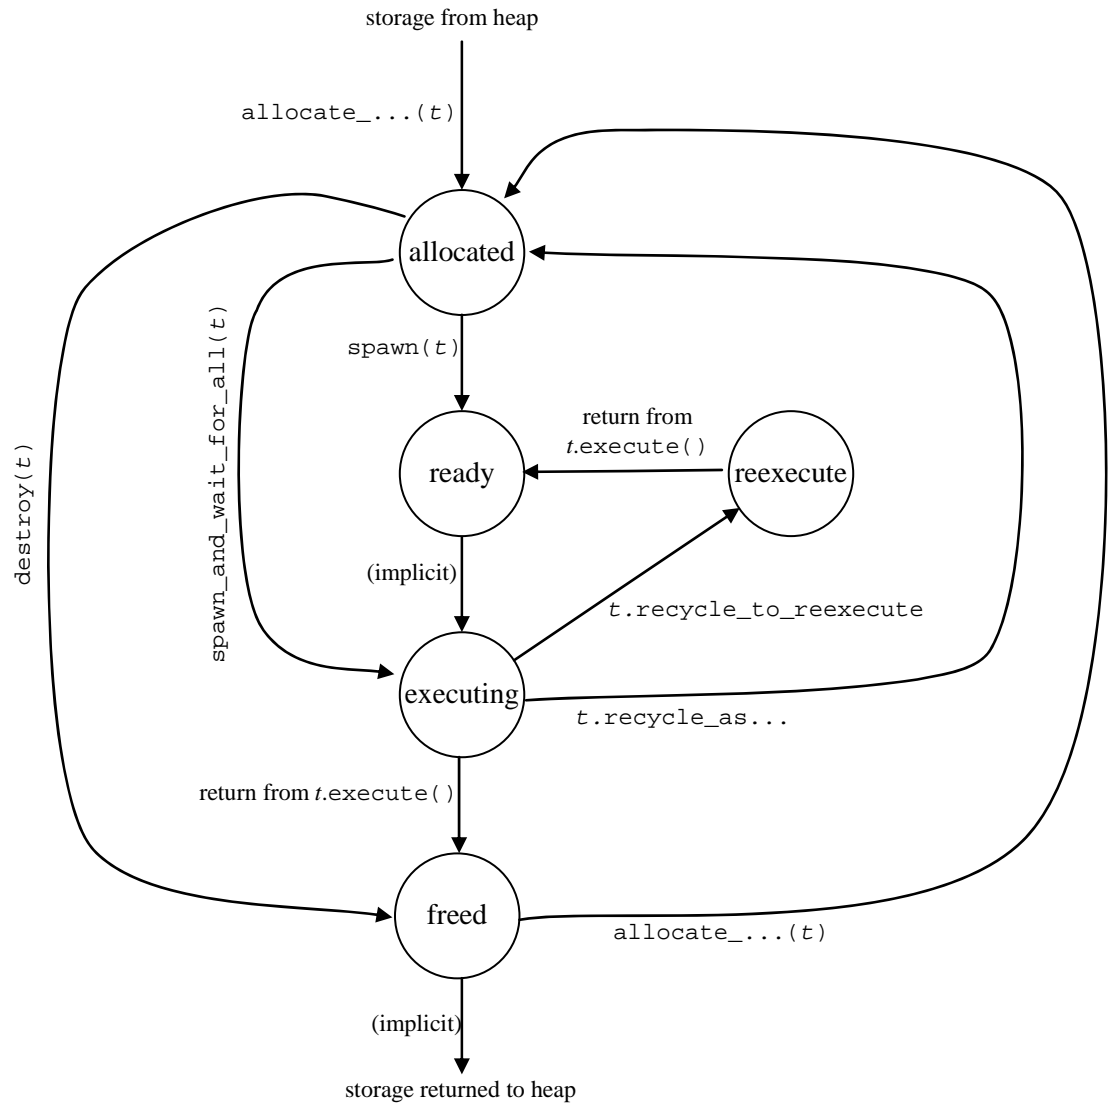 storage from heap
allocate_...(t)
allocated
spawn_and_wait_for_all(t)
spawn(t)
destroy(t)
return from
t.execute()
ready
reexecute
(implicit)
t.recycle_to_reexecute
executing
t.recycle_as...
return from t.execute()
freed
allocate_...(t)
(implicit)
storage returned to heap